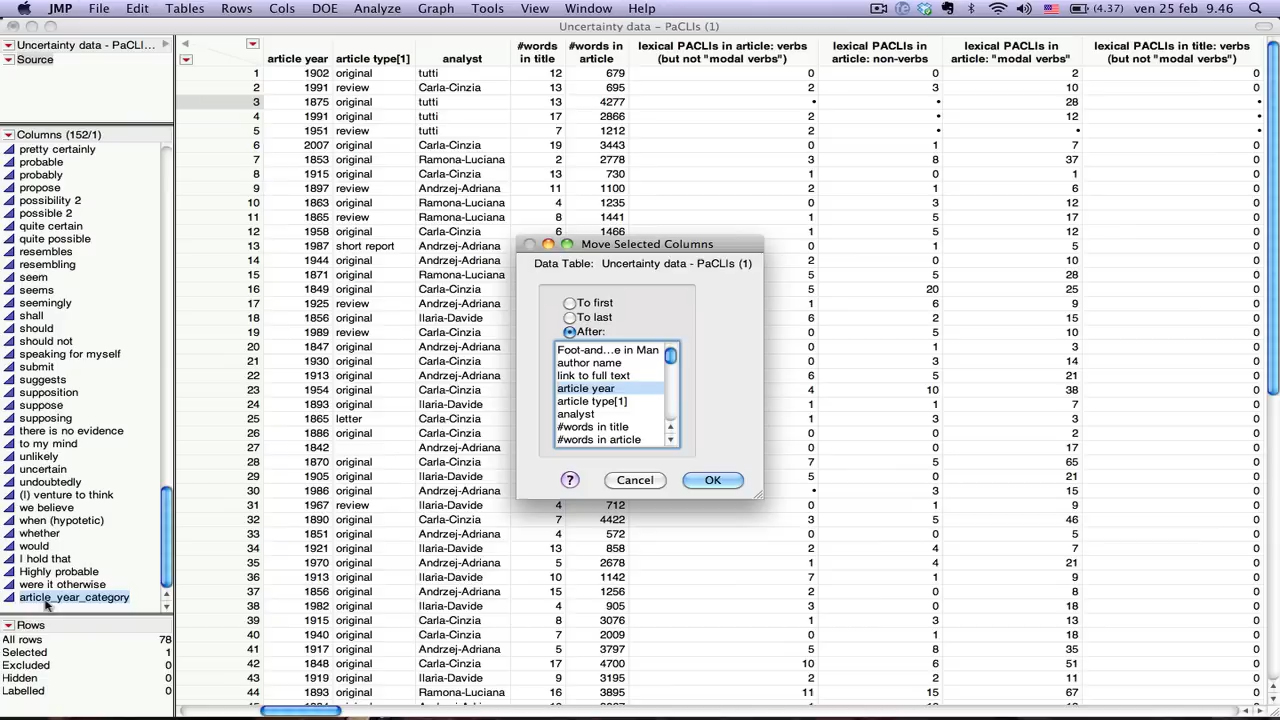 JMP File Edit Tables Rows Cols DOE Analyze Graph Tools View Window Help (4.37) ven 25 feb 9.46
Uncertainty data – PaCLIs (1)
Uncertainty data - PaCLI...
Source
Columns (152/1)
pretty certainly
probable
probably
propose
possibility 2
possible 2
quite certain
quite possible
resembles
resembling
seem
seems
seemingly
shall
should
should not
speaking for myself
submit
suggests
supposition
suppose
supposing
there is no evidence
to my mind
unlikely
uncertain
undoubtedly
(I) venture to think
we believe
when (hypotetic)
whether
would
I hold that
Highly probable
were it otherwise
article_year_category
Rows
All rows 78
Selected 1
Excluded 0
Hidden 0
Labelled 0
article year article type[1] analyst #words in title #words in article lexical PACLIs in article: verbs (but not "modal verbs") lexical PACLIs in article: non-verbs lexical PACLIs in article: "modal verbs" lexical PACLIs in title: verbs (but not "modal verbs")
1 1902 original tutti 12 679 0 0 2 0
2 1991 review Carla-Cinzia 13 695 2 3 10 0
3 1875 original tutti 13 4277 • • 28 •
4 1991 original tutti 17 2866 2 • 12 •
5 1951 review tutti 7 1212 2 • • •
6 2007 original Carla-Cinzia 19 3443 0 1 7 0
7 1853 original Ramona-Luciana 2 2778 3 8 37 0
8 1915 original Carla-Cinzia 13 730 1 0 1 0
9 1897 review Andrzej-Adriana 11 1100 2 1 6 0
10 1863 original Ramona-Luciana 4 1235 0 3 12 0
11 1865 review Ramona-Luciana 8 1441 1 5 17 0
12 1958 original Carla-Cinzia 6 1466 0 5 12 0
13 1987 short report Andrzej-Adriana 0 1 5 0
14 1944 original Andrzej-Adriana 2 0 10 0
15 1871 original Ramona-Luciana 5 5 28 0
16 1949 original Carla-Cinzia 5 20 25 0
17 1925 review Andrzej-Adriana 1 6 9 0
18 1856 original Ilaria-Davide 6 2 15 0
19 1989 review Carla-Cinzia 0 5 10 0
20 1847 original Andrzej-Adriana 0 1 3 0
21 1930 original Carla-Cinzia 0 3 14 0
22 1913 original Andrzej-Adriana 6 5 21 0
23 1954 original Carla-Cinzia 4 10 38 0
24 1893 original Ilaria-Davide 1 1 7 0
25 1865 letter Carla-Cinzia 1 3 3 0
26 1886 original Carla-Cinzia 0 0 2 0
27 1842 Andrzej-Adriana 0 0 17 0
28 1870 original Carla-Cinzia 7 5 65 0
29 1905 original Ilaria-Davide 5 0 21 0
30 1986 original Andrzej-Adriana • 3 15 0
31 1967 review Ilaria-Davide 4 712 0 1 9 0
32 1890 original Carla-Cinzia 7 4422 3 5 46 0
33 1851 original Andrzej-Adriana 4 572 0 0 5 0
34 1921 original Ilaria-Davide 13 858 2 4 7 0
35 1970 original Andrzej-Adriana 5 2678 1 4 21 0
36 1913 original Ilaria-Davide 10 1142 7 1 9 0
37 1856 original Andrzej-Adriana 15 1256 2 0 8 0
38 1982 original Ilaria-Davide 4 905 3 0 18 0
39 1915 original Carla-Cinzia 8 3076 1 3 13 0
40 1940 original Carla-Cinzia 7 2009 0 1 18 0
41 1917 original Andrzej-Adriana 5 3797 5 8 35 0
42 1848 original Carla-Cinzia 17 4700 10 6 51 0
43 1919 original Ilaria-Davide 9 3195 2 2 11 0
44 1893 original Ramona-Luciana 16 3895 11 15 67 0
Move Selected Columns
Data Table: Uncertainty data - PaCLIs (1)
To first
To last
After:
Foot-and...e in Man
author name
link to full text
article year
article type[1]
analyst
#words in title
#words in article
? Cancel OK